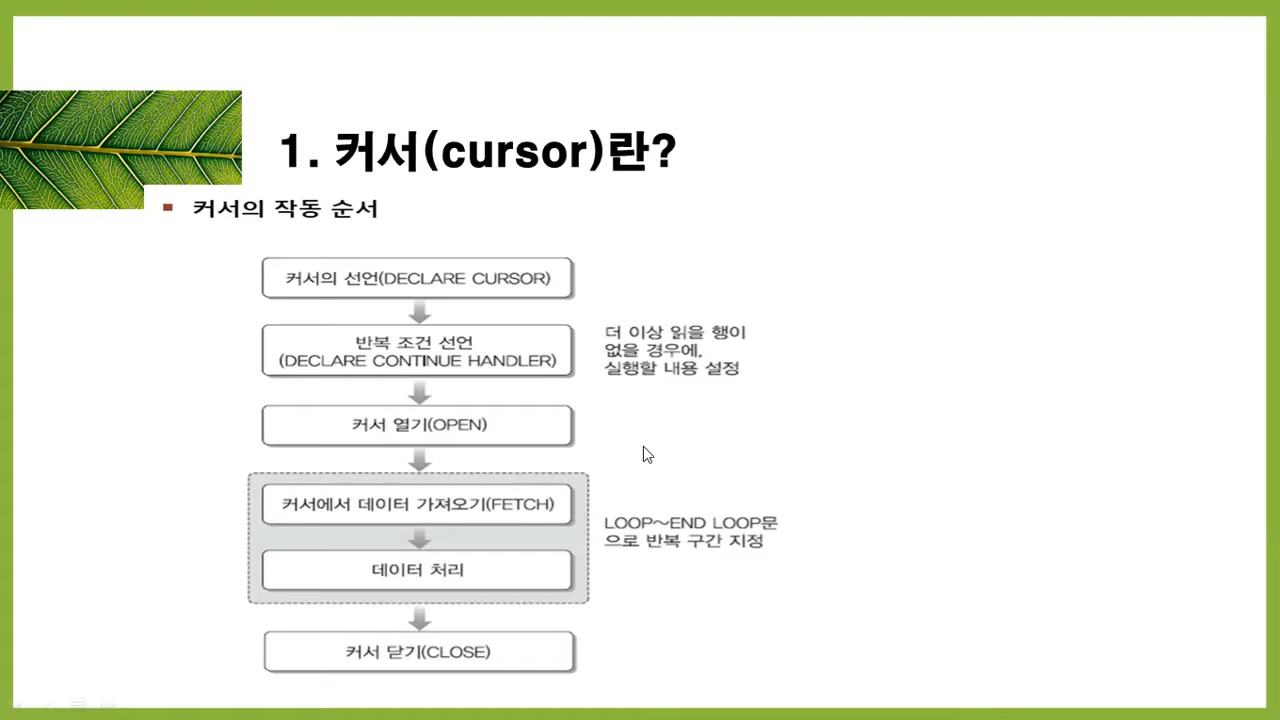 1. 커서(cursor)란?
커서의 작동 순서
커서의 선언(DECLARE CURSOR)
반복 조건 선언
(DECLARE CONTINUE HANDLER)
더 이상 읽을 행이
없을 경우에,
실행할 내용 설정
커서 열기(OPEN)
커서에서 데이터 가져오기(FETCH)
데이터 처리
LOOP~END LOOP문
으로 반복 구간 지정
커서 닫기(CLOSE)